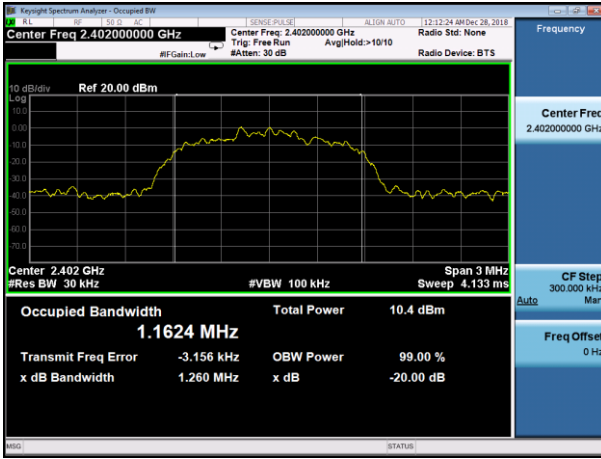 Keysight Spectrum Analyzer - Occupied BW
RL RF 50 Ω AC SENSE:PULSE ALIGN AUTO 12:12:24 AM Dec 28, 2018
Center Freq 2.402000000 GHz
Center Freq: 2.402000000 GHz
Radio Std: None
Trig: Free Run Avg|Hold:>10/10
#IFGain:Low
#Atten: 30 dB
Radio Device: BTS
Frequency
10 dB/div Ref 20.00 dBm
Log
10.0
0.00
-10.0
-20.0
-30.0
-40.0
-50.0
-60.0
-70.0
Center 2.402 GHz Span 3 MHz
#Res BW 30 kHz #VBW 100 kHz Sweep 4.133 ms
Occupied Bandwidth Total Power 10.4 dBm
1.1624 MHz
Transmit Freq Error -3.156 kHz OBW Power 99.00 %
x dB Bandwidth 1.260 MHz x dB -20.00 dB
Center Freq
2.402000000 GHz
CF Step
300.000 kHz
Auto Man
Freq Offset
0 Hz
MSG STATUS